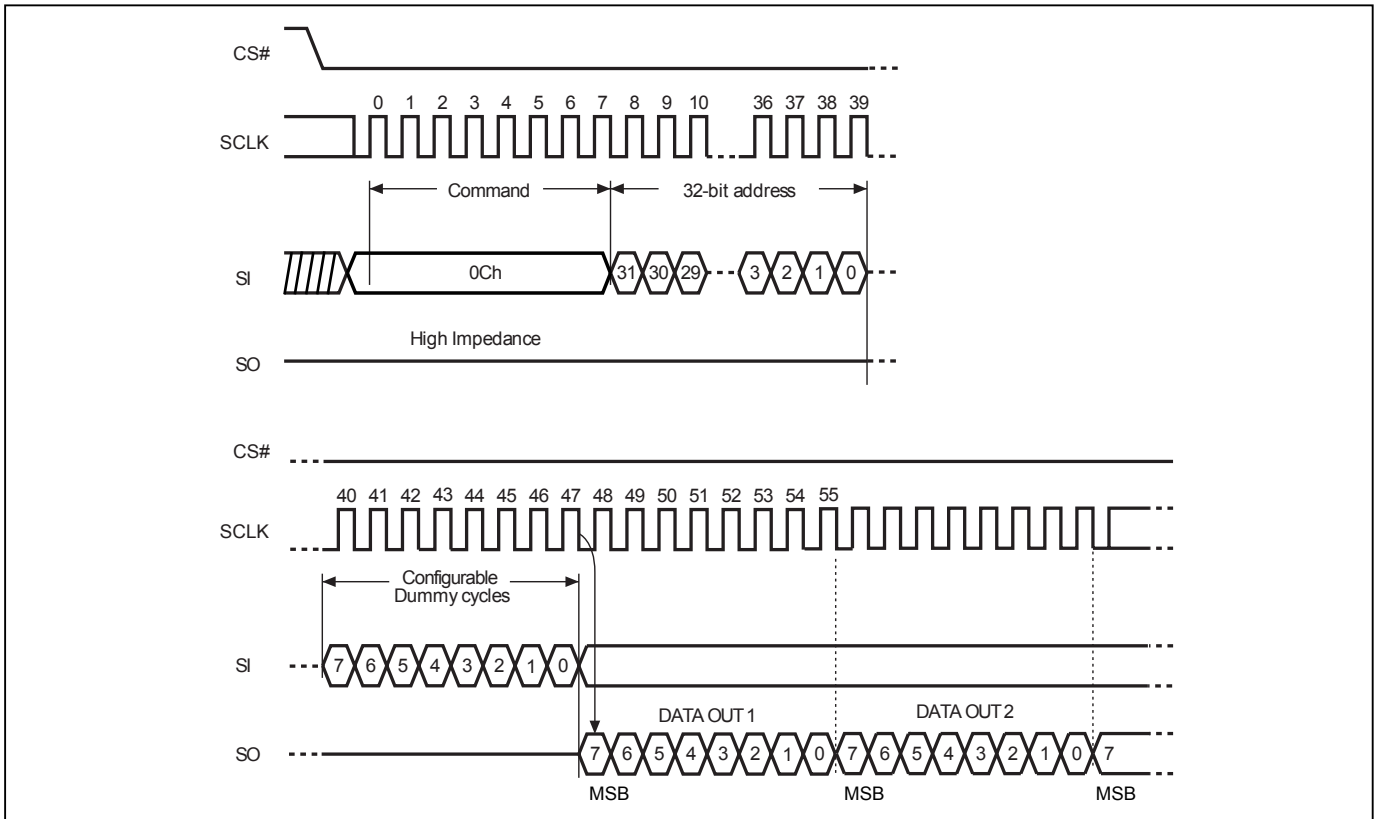 CS#
0 1 2 3 4 5 6 7 8 9 10 36 37 38 39
SCLK
Command 32-bit address
SI 0Ch 31 30 29 3 2 1 0
High Impedance
SO
CS#
40 41 42 43 44 45 46 47 48 49 50 51 52 53 54 55
SCLK
Configurable
Dummy cycles
SI 7 6 5 4 3 2 1 0
DATA OUT 1 DATA OUT 2
SO 7 6 5 4 3 2 1 0 7 6 5 4 3 2 1 0 7
MSB MSB MSB